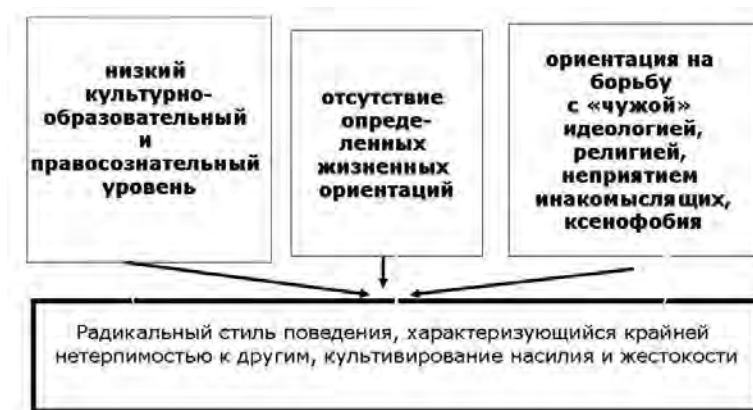 низкий
культурно-
образовательный
и
правосознательный
уровень
отсутствие
опреде-
ленных
жизненных
ориентаций
ориентация на
борьбу
с «чужой»
идеологией,
религией,
неприятием
инакомыслящих,
ксенофобия
Радикальный стиль поведения, характеризующийся крайней
нетерпимостью к другим, культивирование насилия и жестокости